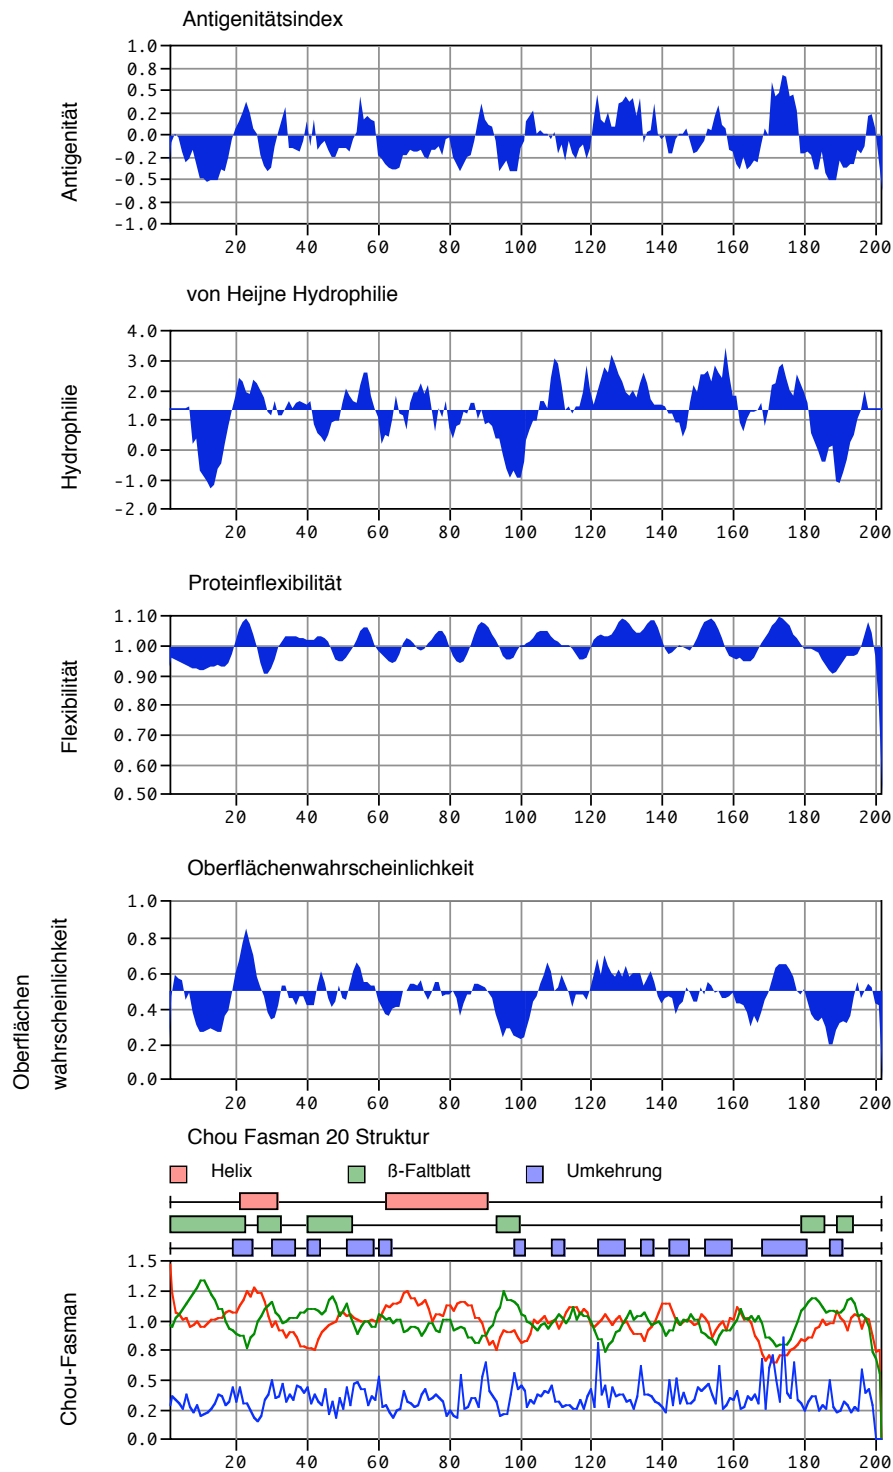 Antigenitätsindex
Antigenität
1.0
0.8
0.5
0.2
0.0
-0.2
-0.5
-0.8
-1.0
20 40 60 80 100 120 140 160 180 200
von Heijne Hydrophilie
Hydrophilie
4.0
3.0
2.0
1.0
0.0
-1.0
-2.0
20 40 60 80 100 120 140 160 180 200
Proteinflexibilität
Flexibilität
1.10
1.00
0.90
0.80
0.70
0.60
0.50
20 40 60 80 100 120 140 160 180 200
Oberflächenwahrscheinlichkeit
Oberflächen
wahrscheinlichkeit
1.0
0.8
0.6
0.4
0.2
0.0
20 40 60 80 100 120 140 160 180 200
Chou Fasman 20 Struktur
Helix ß-Faltblatt Umkehrung
Chou-Fasman
1.5
1.2
1.0
0.8
0.5
0.2
0.0
20 40 60 80 100 120 140 160 180 200